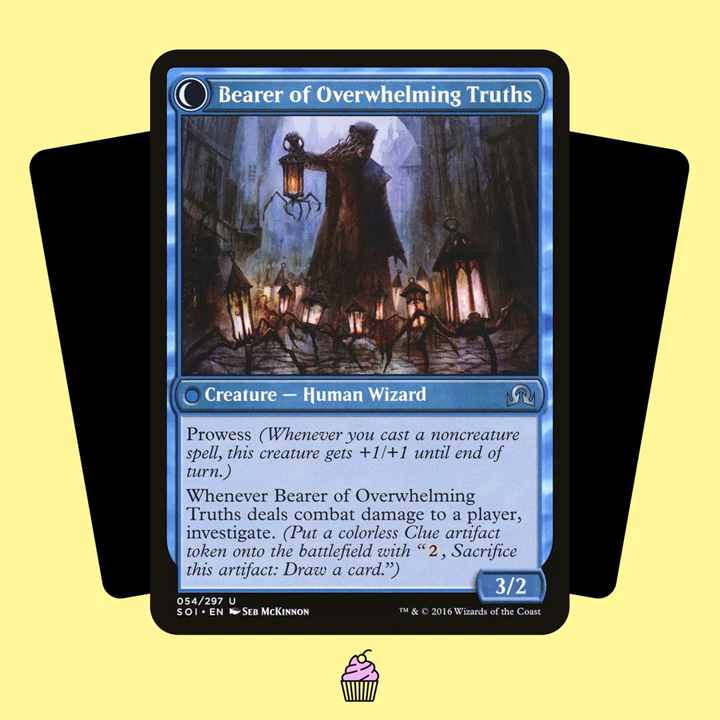 Bearer of Overwhelming Truths
Creature — Human Wizard
Prowess (Whenever you cast a noncreature
spell, this creature gets +1/+1 until end of
turn.)
Whenever Bearer of Overwhelming
Truths deals combat damage to a player,
investigate. (Put a colorless Clue artifact
token onto the battlefield with “2, Sacrifice
this artifact: Draw a card.”)
3/2
054/297 U
SOI • EN Seb McKinnon
™ & © 2016 Wizards of the Coast